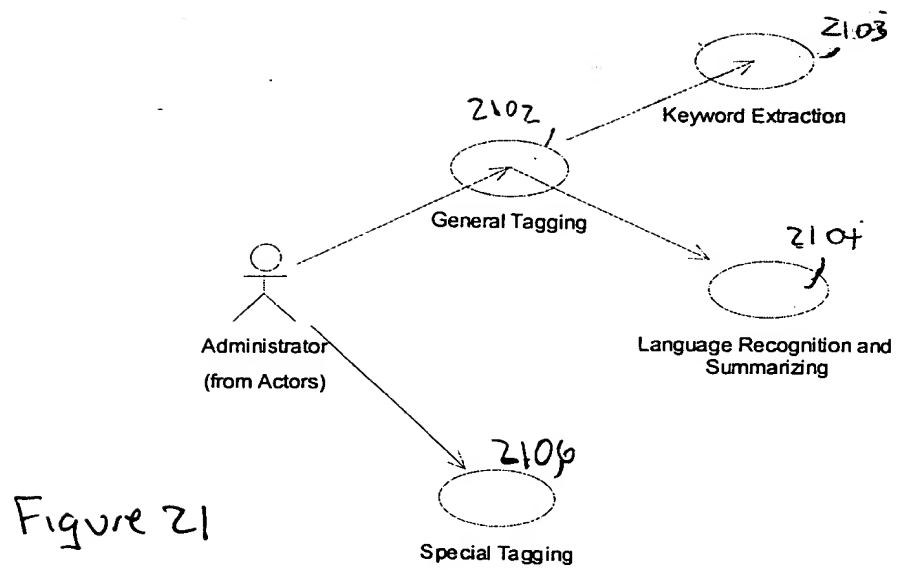 2103
Keyword Extraction
2102
General Tagging
2104
Language Recognition and
Summarizing
Administrator
(from Actors)
2106
Special Tagging
Figure 21